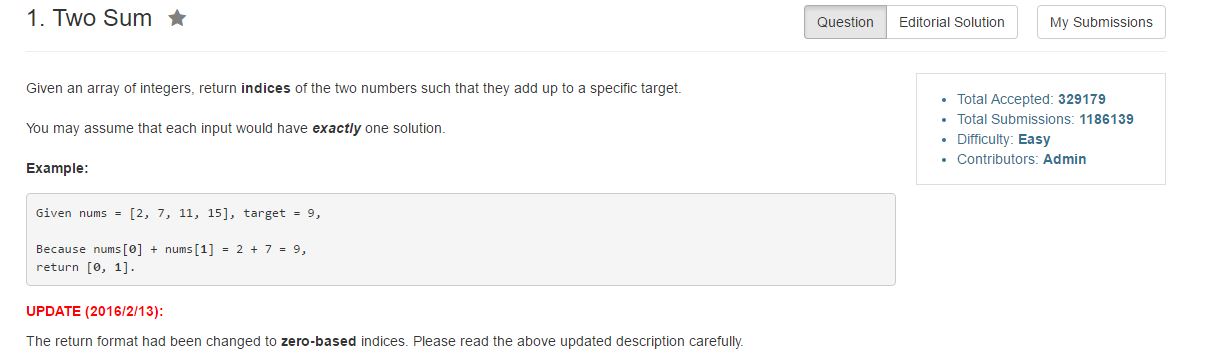 1. Two Sum
Question
Editorial Solution
My Submissions
Given an array of integers, return indices of the two numbers such that they add up to a specific target.
You may assume that each input would have exactly one solution.
Example:
Given nums = [2, 7, 11, 15], target = 9,
Because nums[0] + nums[1] = 2 + 7 = 9,
return [0, 1].
UPDATE (2016/2/13):
The return format had been changed to zero-based indices. Please read the above updated description carefully.
Total Accepted: 329179
Total Submissions: 1186139
Difficulty: Easy
Contributors: Admin